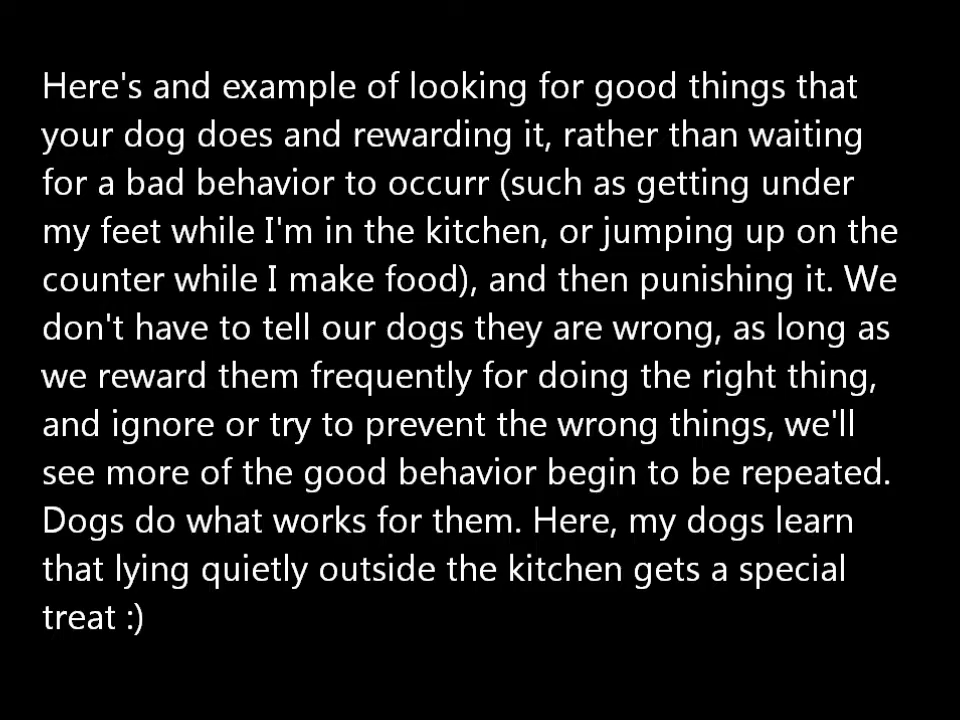 Here's and example of looking for good things that
your dog does and rewarding it, rather than waiting
for a bad behavior to occurr (such as getting under
my feet while I'm in the kitchen, or jumping up on the
counter while I make food), and then punishing it. We
don't have to tell our dogs they are wrong, as long as
we reward them frequently for doing the right thing,
and ignore or try to prevent the wrong things, we'll
see more of the good behavior begin to be repeated.
Dogs do what works for them. Here, my dogs learn
that lying quietly outside the kitchen gets a special
treat :)